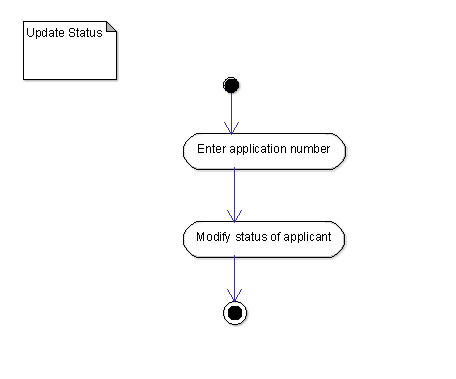 Update Status
Enter application number
Modify status of applicant